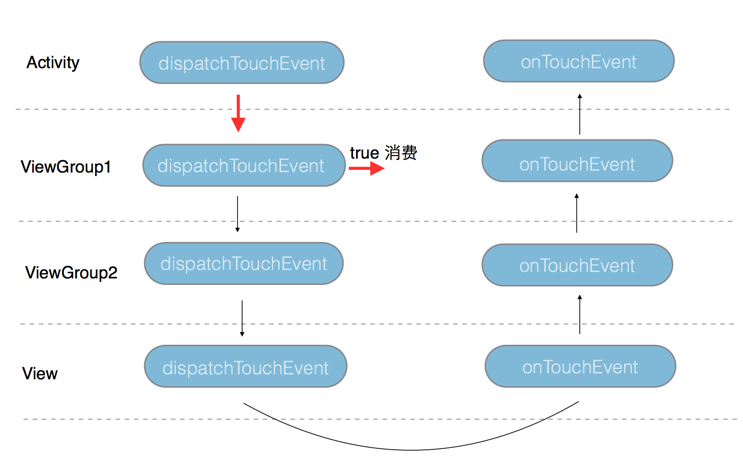 Activity
dispatchTouchEvent
onTouchEvent
ViewGroup1
dispatchTouchEvent
true 消费
onTouchEvent
ViewGroup2
dispatchTouchEvent
onTouchEvent
View
dispatchTouchEvent
onTouchEvent